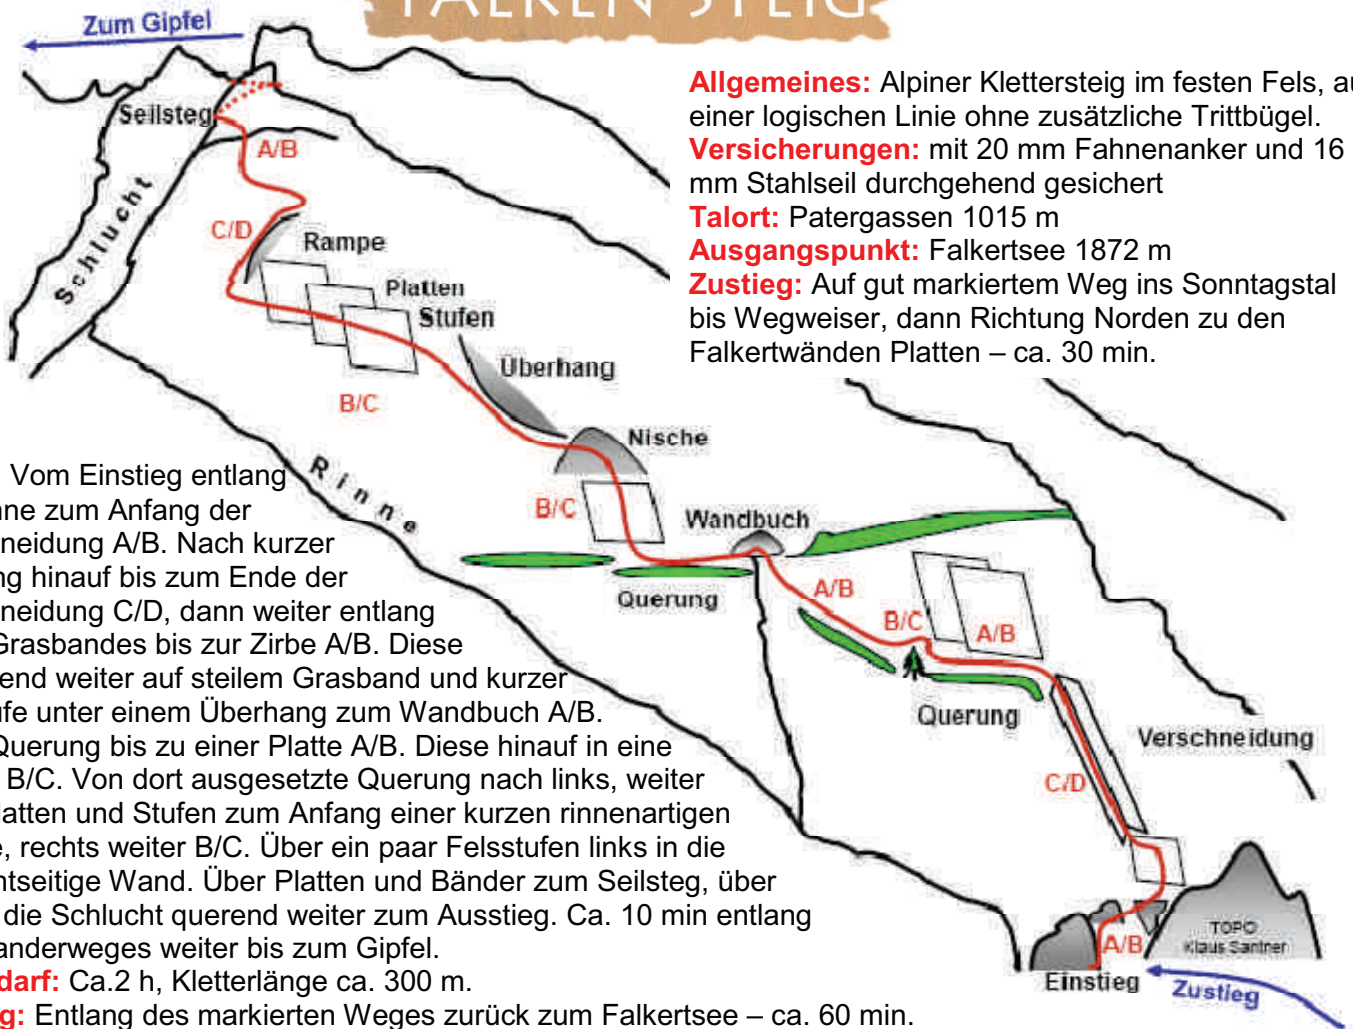 FALKEN STEIG
Zum Gipfel
Allgemeines: Alpiner Klettersteig im festen Fels, au
einer logischen Linie ohne zusätzliche Trittbügel.
Versicherungen: mit 20 mm Fahnenanker und 16
mm Stahlseil durchgehend gesichert
Talort: Patergassen 1015 m
Ausgangspunkt: Falkertsee 1872 m
Zustieg: Auf gut markiertem Weg ins Sonntagstal
bis Wegweiser, dann Richtung Norden zu den
Falkertwänden Platten – ca. 30 min.
Seilsteg
A/B
Schlucht
C/D
Rampe
Platten
Stufen
Überhang
B/C
Nische
Rinne
B/C
Wandbuch
Querung
A/B
B/C
A/B
Querung
Verschneidung
C/D
TOPO
Klaus Santner
A/B
Einstieg
Zustieg
Vom Einstieg entlang
nne zum Anfang der
neidung A/B. Nach kurzer
ng hinauf bis zum Ende der
neidung C/D, dann weiter entlang
Grasbandes bis zur Zirbe A/B. Diese
end weiter auf steilem Grasband und kurzer
ufe unter einem Überhang zum Wandbuch A/B.
Querung bis zu einer Platte A/B. Diese hinauf in eine
B/C. Von dort ausgesetzte Querung nach links, weiter
latten und Stufen zum Anfang einer kurzen rinnenartigen
e, rechts weiter B/C. Über ein paar Felsstufen links in die
ntseitige Wand. Über Platten und Bänder zum Seilsteg, über
die Schlucht querend weiter zum Ausstieg. Ca. 10 min entlang
anderweges weiter bis zum Gipfel.
darf: Ca.2 h, Kletterlänge ca. 300 m.
g: Entlang des markierten Weges zurück zum Falkertsee – ca. 60 min.